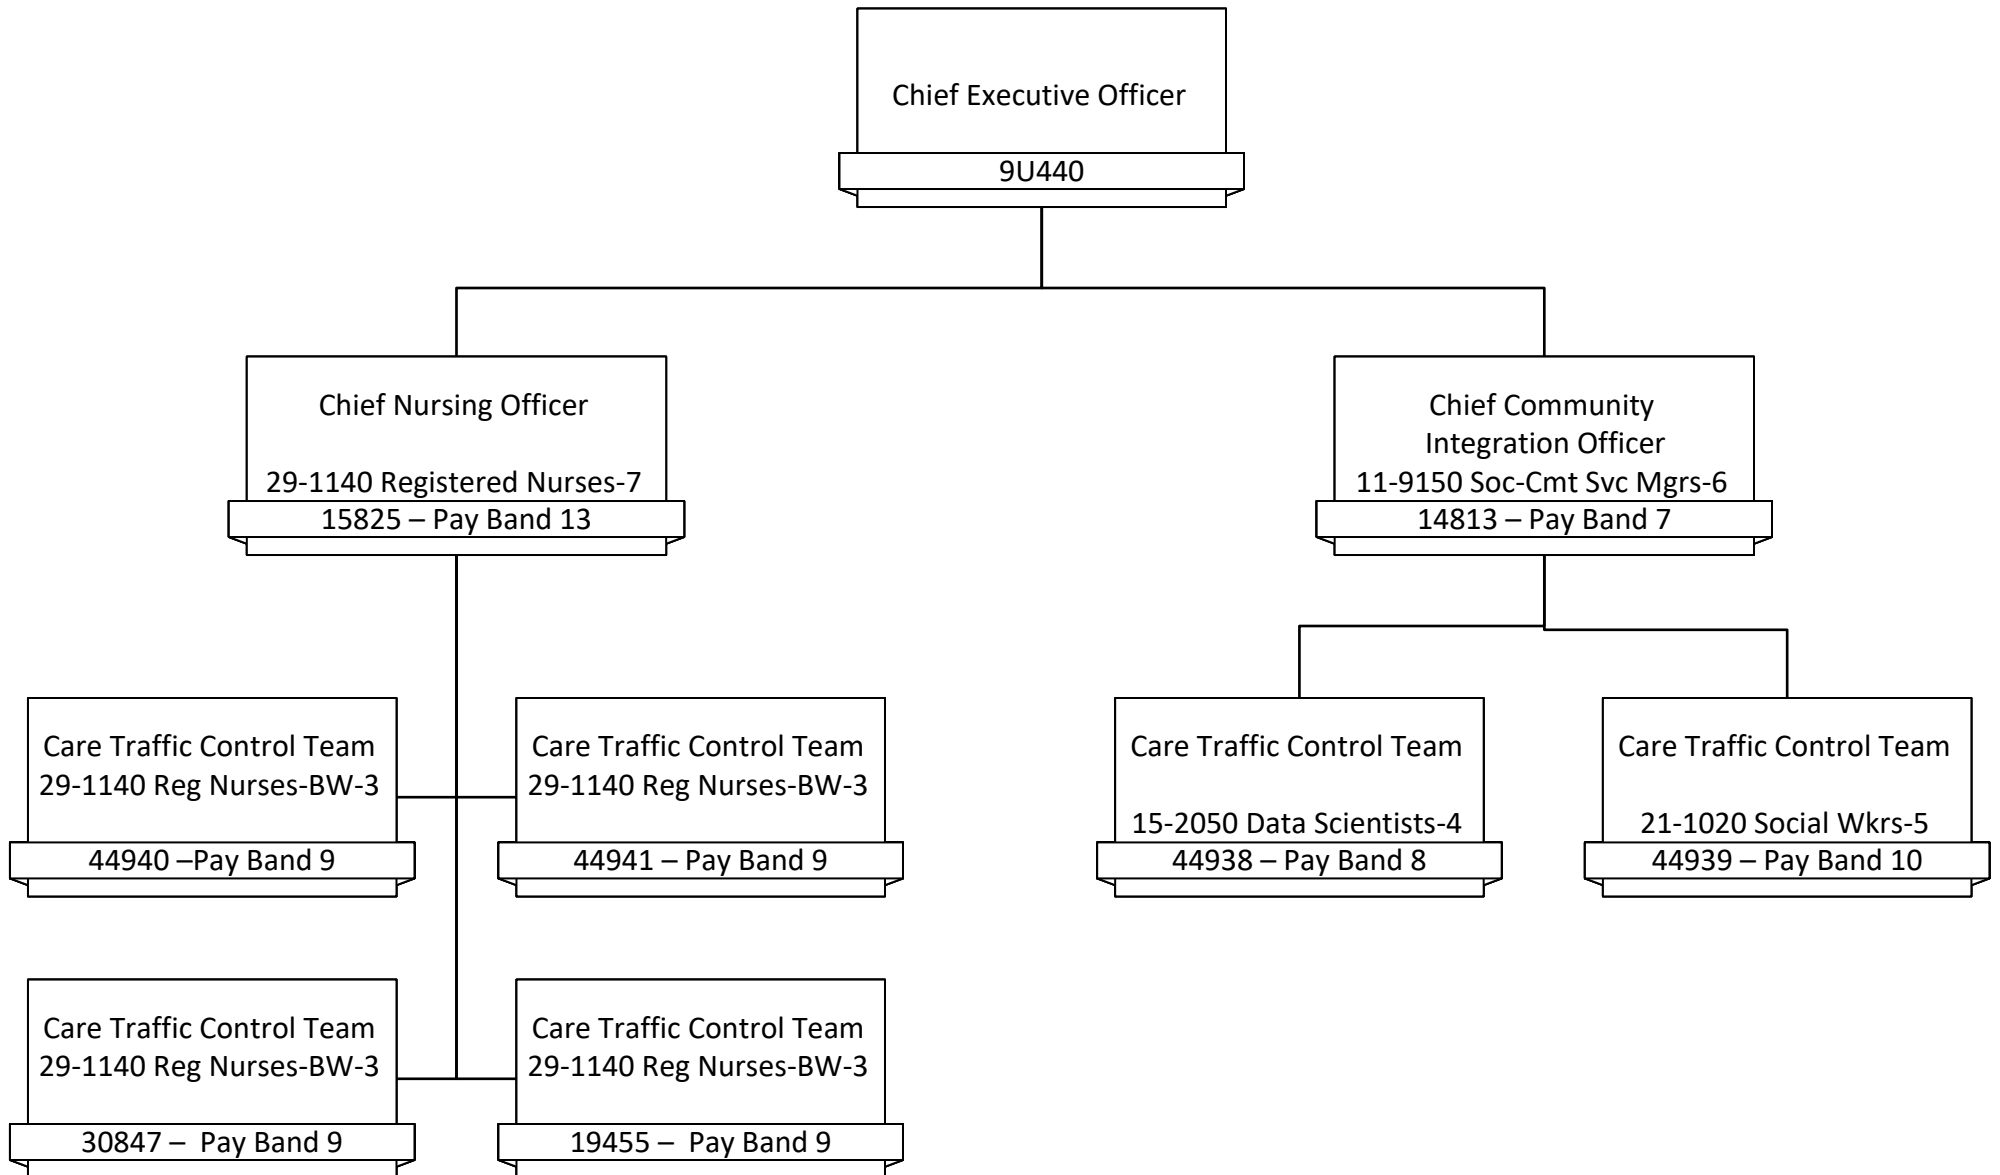 Chief Executive Officer
9U440
Chief Nursing Officer
29-1140 Registered Nurses-7
15825 – Pay Band 13
Chief Community
Integration Officer
11-9150 Soc-Cmt Svc Mgrs-6
14813 – Pay Band 7
Care Traffic Control Team
29-1140 Reg Nurses-BW-3
44940 –Pay Band 9
Care Traffic Control Team
29-1140 Reg Nurses-BW-3
44941 – Pay Band 9
Care Traffic Control Team
15-2050 Data Scientists-4
44938 – Pay Band 8
Care Traffic Control Team
21-1020 Social Wkrs-5
44939 – Pay Band 10
Care Traffic Control Team
29-1140 Reg Nurses-BW-3
30847 –  Pay Band 9
Care Traffic Control Team
29-1140 Reg Nurses-BW-3
19455 –  Pay Band 9